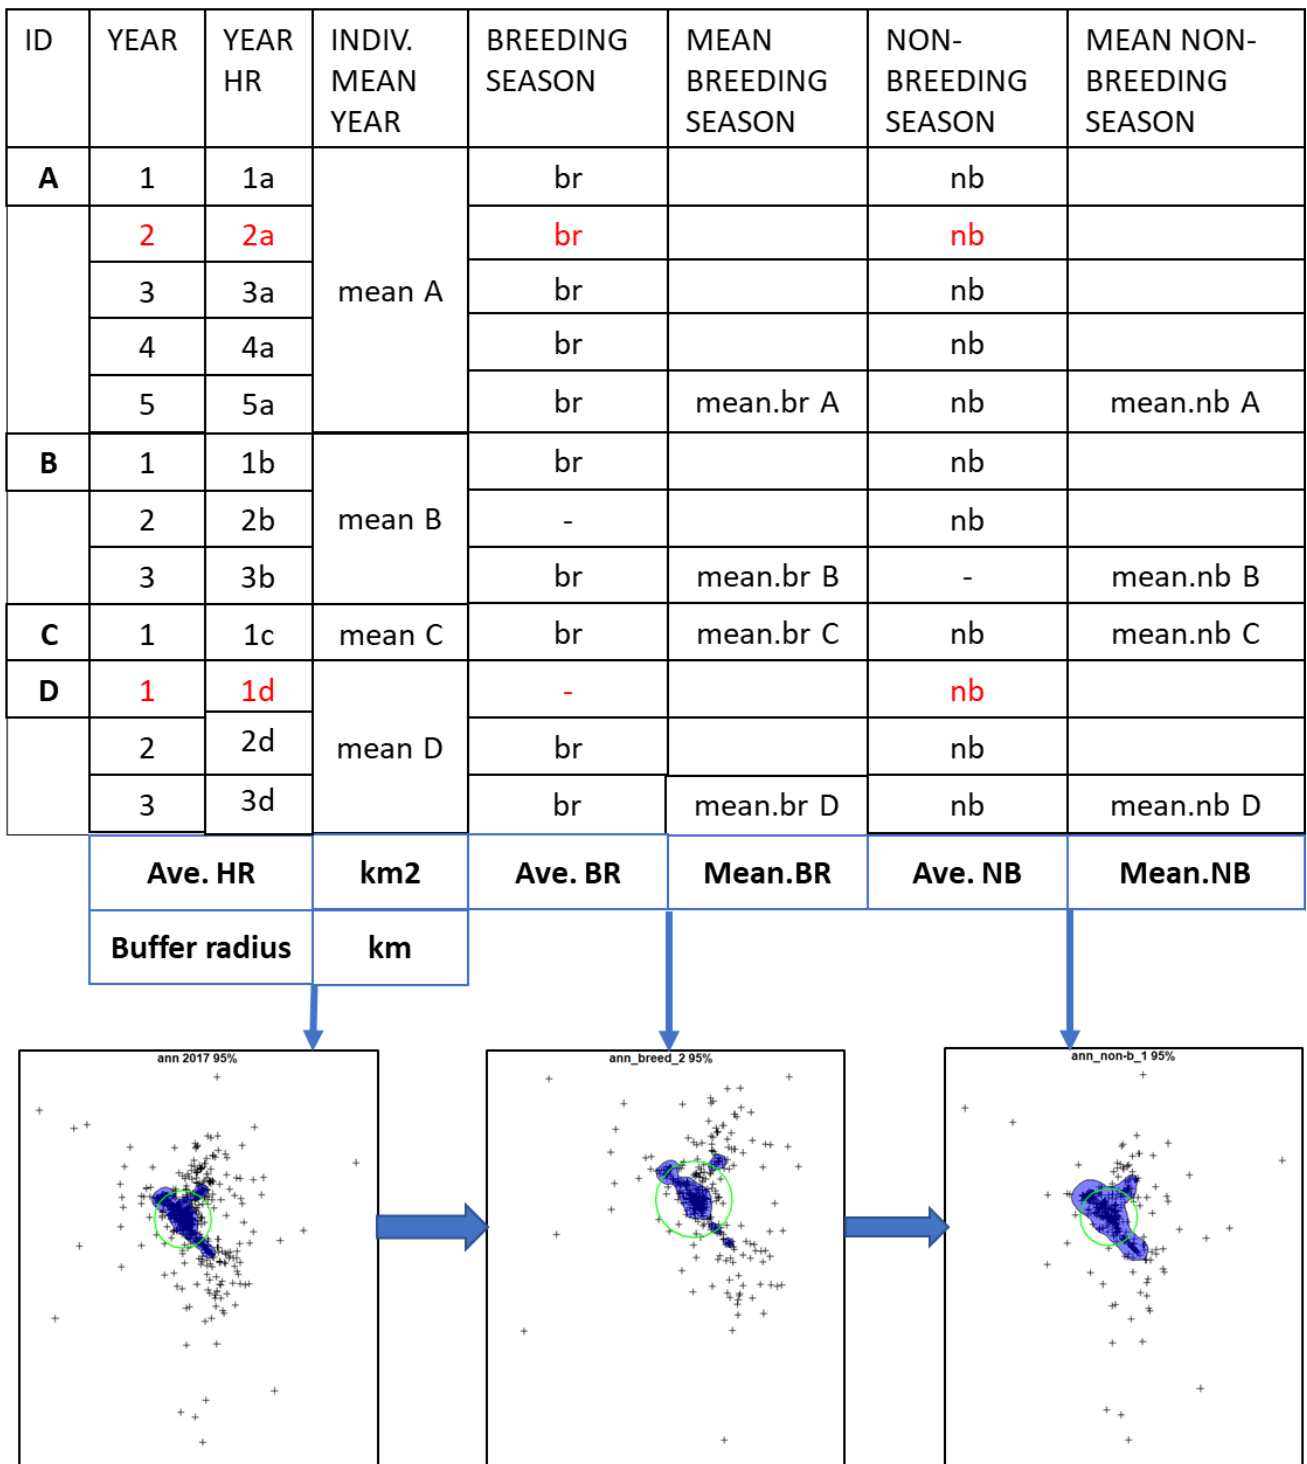 ID YEAR YEAR HR INDIV. MEAN YEAR BREEDING SEASON MEAN BREEDING SEASON NON-BREEDING SEASON MEAN NON-BREEDING SEASON
A 1 1a br nb
2 2a br nb
3 3a mean A br nb
4 4a br nb
5 5a br mean.br A nb mean.nb A
B 1 1b br nb
2 2b mean B - nb
3 3b br mean.br B - mean.nb B
C 1 1c mean C br mean.br C nb mean.nb C
D 1 1d - nb
2 2d mean D br nb
3 3d br mean.br D nb mean.nb D
Ave. HR km2 Ave. BR Mean.BR Ave. NB Mean.NB
Buffer radius km
ann 2017 95%
ann_breed_2 95%
ann_non-b_1 95%